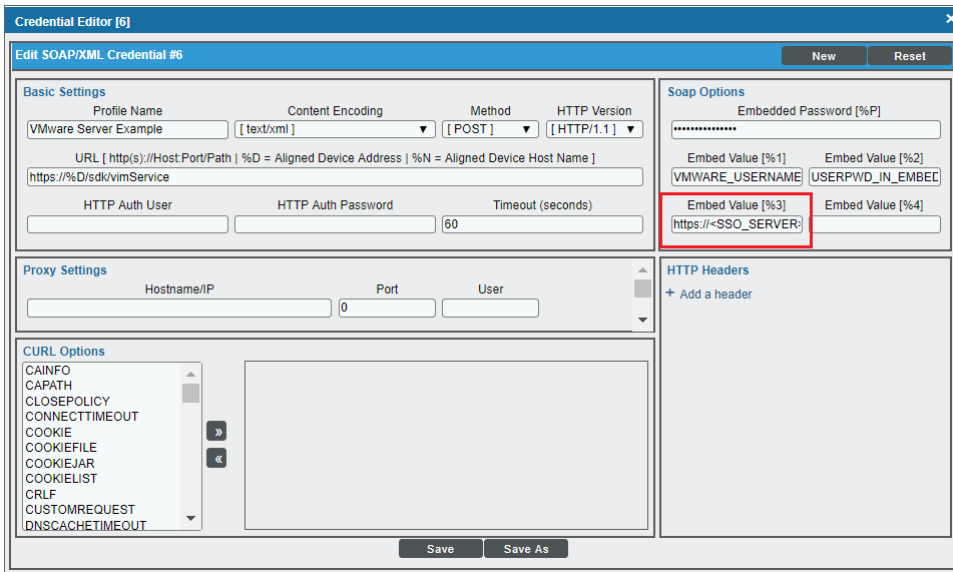 Credential Editor [6]
×
Edit SOAP/XML Credential #6
New
Reset
Basic Settings
Profile Name
Content Encoding
Method
HTTP Version
VMware Server Example
[ text/xml ]
[ POST ]
[ HTTP/1.1 ]
URL [ http(s)://Host:Port/Path | %D = Aligned Device Address | %N = Aligned Device Host Name ]
https://%D/sdk/vimService
HTTP Auth User
HTTP Auth Password
Timeout (seconds)
60
Soap Options
Embedded Password [%P]
•••••••••••••••
Embed Value [%1]
Embed Value [%2]
VMWARE_USERNAME
USERPWD_IN_EMBED
Embed Value [%3]
Embed Value [%4]
https://<SSO_SERVER>
Proxy Settings
Hostname/IP
Port
User
0
HTTP Headers
+ Add a header
CURL Options
CAINFO
CAPATH
CLOSEPOLICY
CONNECTTIMEOUT
COOKIE
COOKIEFILE
COOKIEJAR
COOKIELIST
CRLF
CUSTOMREQUEST
DNSCACHETIMEOUT
»
«
Save
Save As